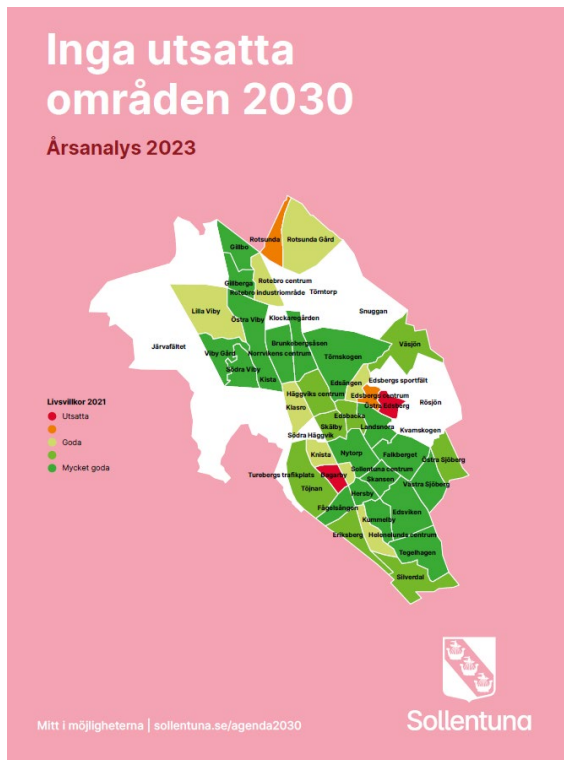 Inga utsatta
områden 2030
Årsanalys 2023
Rotsunda
Rotsunda Gård
Gillbo
Gillberga
Rotebro centrum
Rotebro Industriområde
Törntorp
Lilla Viby
Snuggan
Östra Viby
Klockaregården
Järvafältet
Viby Gård
Norrvikens centrum
Brunkebergsåsen
Törnskogen
Väsjön
Södra Viby
Kista
Edsängen
Edsbergs sportfält
Häggviks centrum
Edsbergs centrum
Klasro
Östra Edsberg
Rösjön
Edsbacka
Skälby
Landsnora
Kvarnskogen
Södra Häggvik
Knista
Nytorp
Falkberget
Östra Sjöberg
Turebergs trafikplats
Dagarby
Sollentuna centrum
Skansen
Västra Sjöberg
Töjnan
Hersby
Fågelsången
Edsviken
Kummelby
Eriksberg
Helenelunds centrum
Tegelhagen
Silverdal
Livsvillkor 2021
Utsatta
Goda
Mycket goda
Mitt i möjligheterna | sollentuna.se/agenda2030
Sollentuna